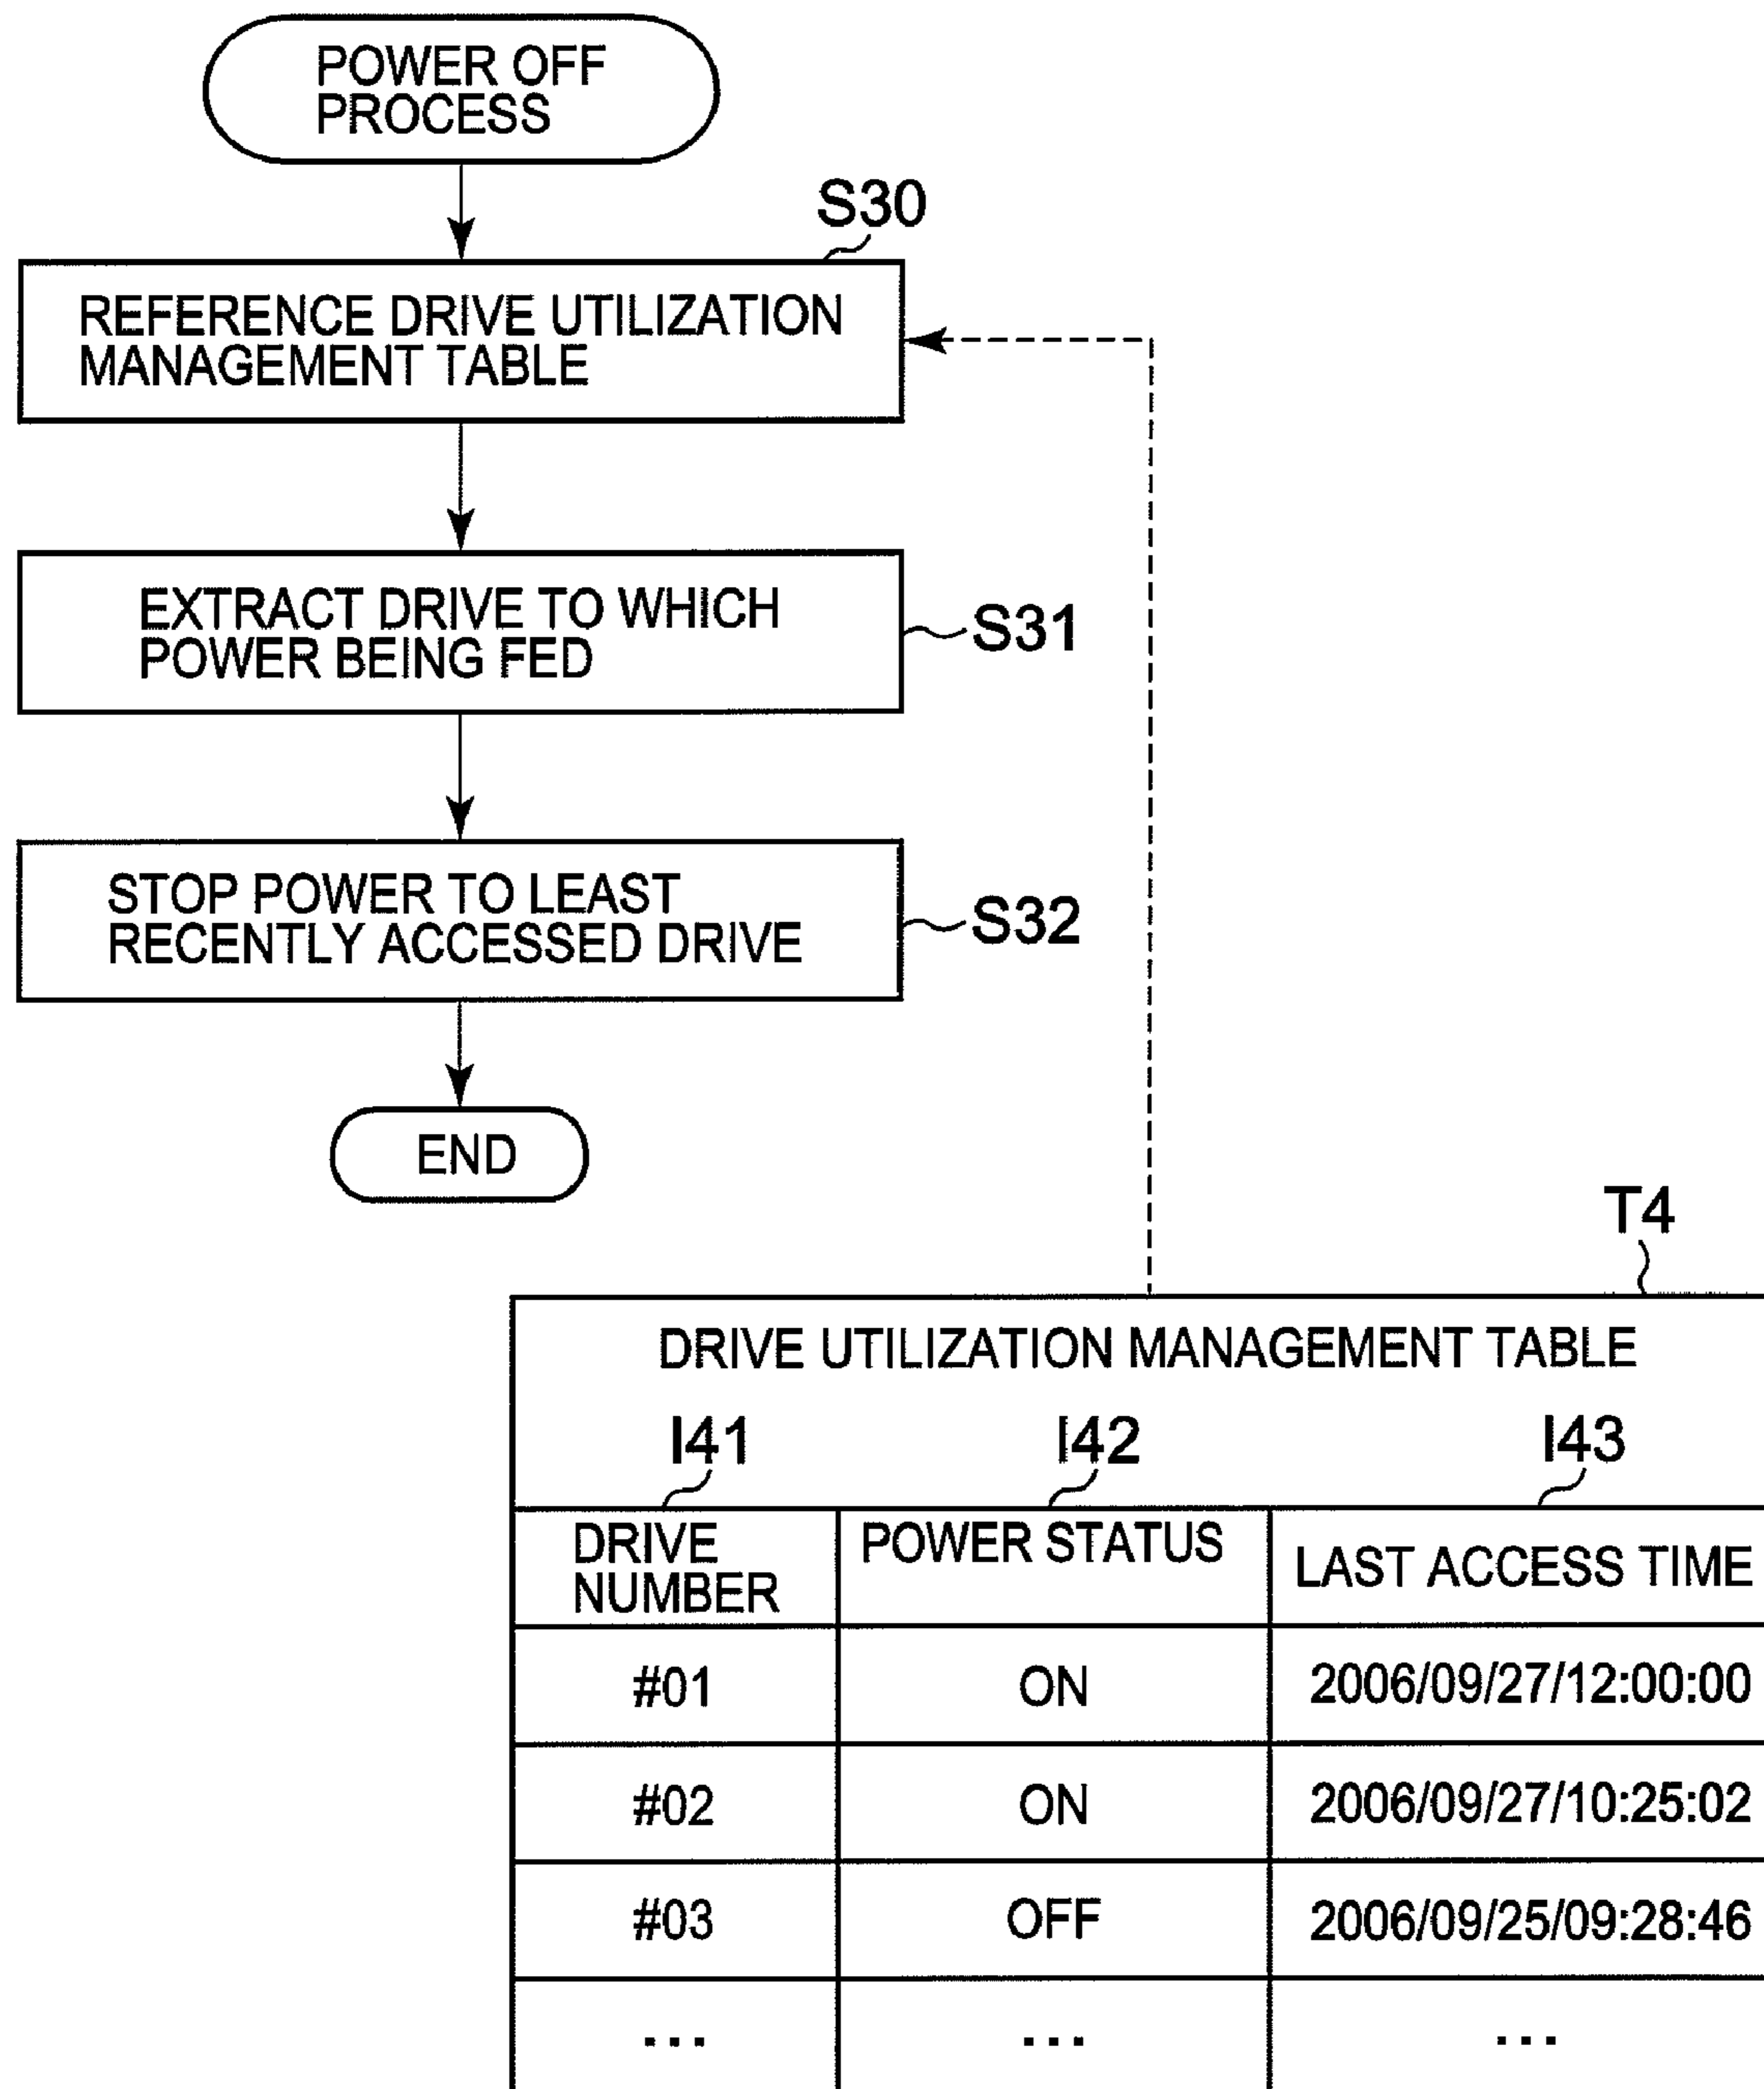 POWER OFF
PROCESS
S30
REFERENCE DRIVE UTILIZATION
MANAGEMENT TABLE
EXTRACT DRIVE TO WHICH
POWER BEING FED
S31
STOP POWER TO LEAST
RECENTLY ACCESSED DRIVE
S32
END
T4
DRIVE UTILIZATION MANAGEMENT TABLE
I41 I42 I43
DRIVE
NUMBER
POWER STATUS
LAST ACCESS TIME
#01 ON 2006/09/27/12:00:00
#02 ON 2006/09/27/10:25:02
#03 OFF 2006/09/25/09:28:46
... ... ...